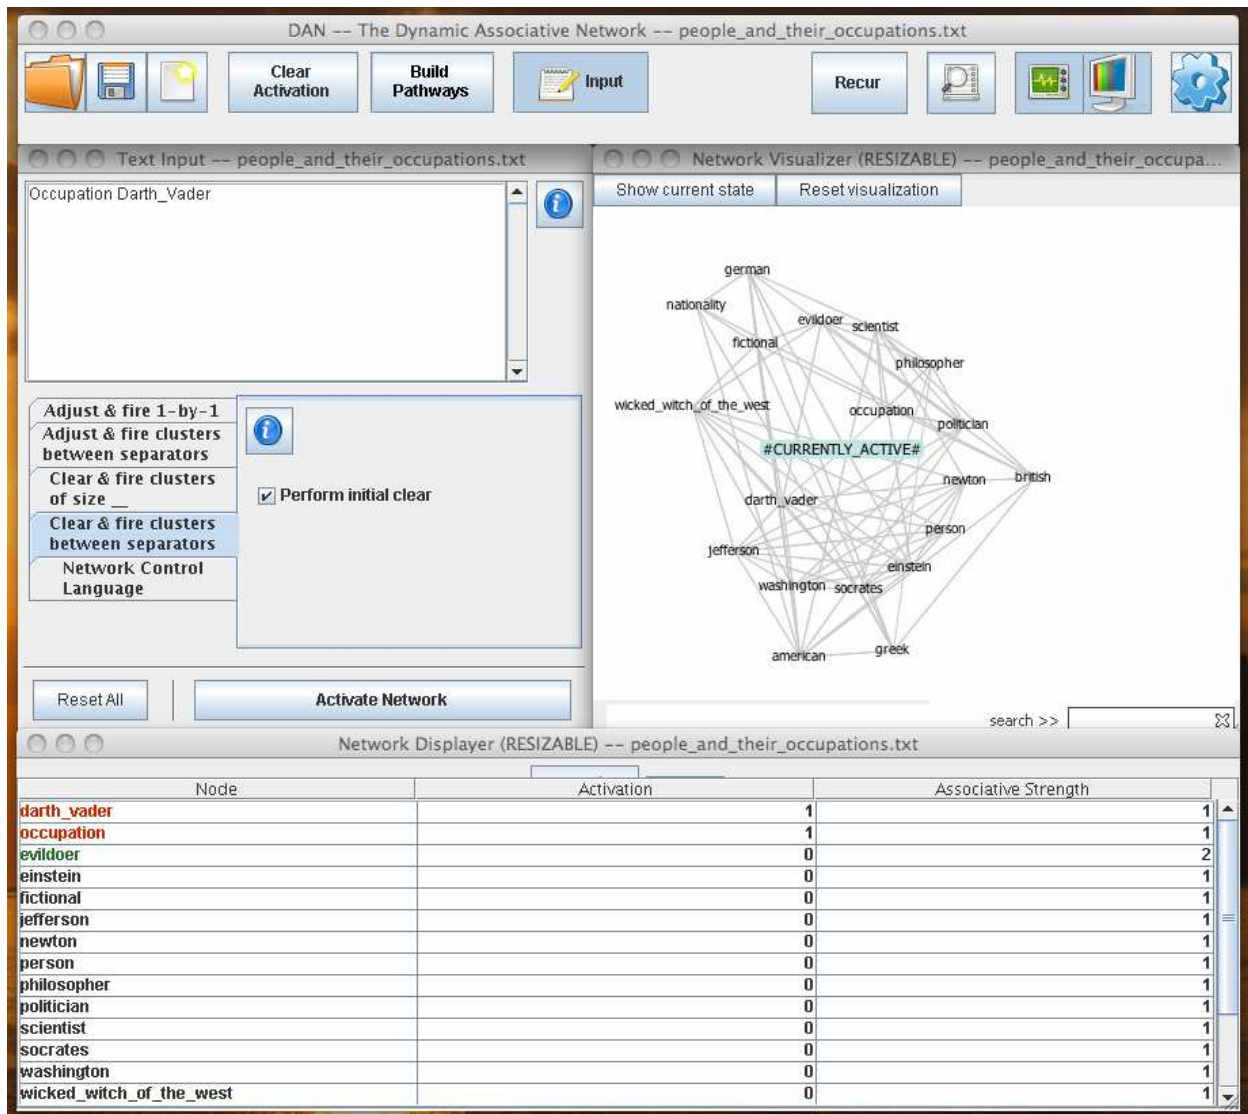 DAN -- The Dynamic Associative Network -- people_and_their_occupations.txt
Clear
Activation
Build
Pathways
Input
Recur
Text Input -- people_and_their_occupations.txt
Occupation Darth_Vader
Adjust & fire 1-by-1
Adjust & fire clusters
between separators
Clear & fire clusters
of size __
Clear & fire clusters
between separators
Network Control
Language
Perform initial clear
Reset All
Activate Network
Network Visualizer (RESIZABLE) -- people_and_their_occupa...
Show current state
Reset visualization
german
nationality
evildoer
scientist
fictional
philosopher
wicked_witch_of_the_west
occupation
politician
#CURRENTLY_ACTIVE#
newton
british
darth_vader
person
jefferson
einstein
washington
socrates
american
greek
search >>
Network Displayer (RESIZABLE) -- people_and_their_occupations.txt
Node Activation Associative Strength
darth_vader 1 1
occupation 1 1
evildoer 0 2
einstein 0 1
fictional 0 1
jefferson 0 1
newton 0 1
person 0 1
philosopher 0 1
politician 0 1
scientist 0 1
socrates 0 1
washington 0 1
wicked_witch_of_the_west 0 1